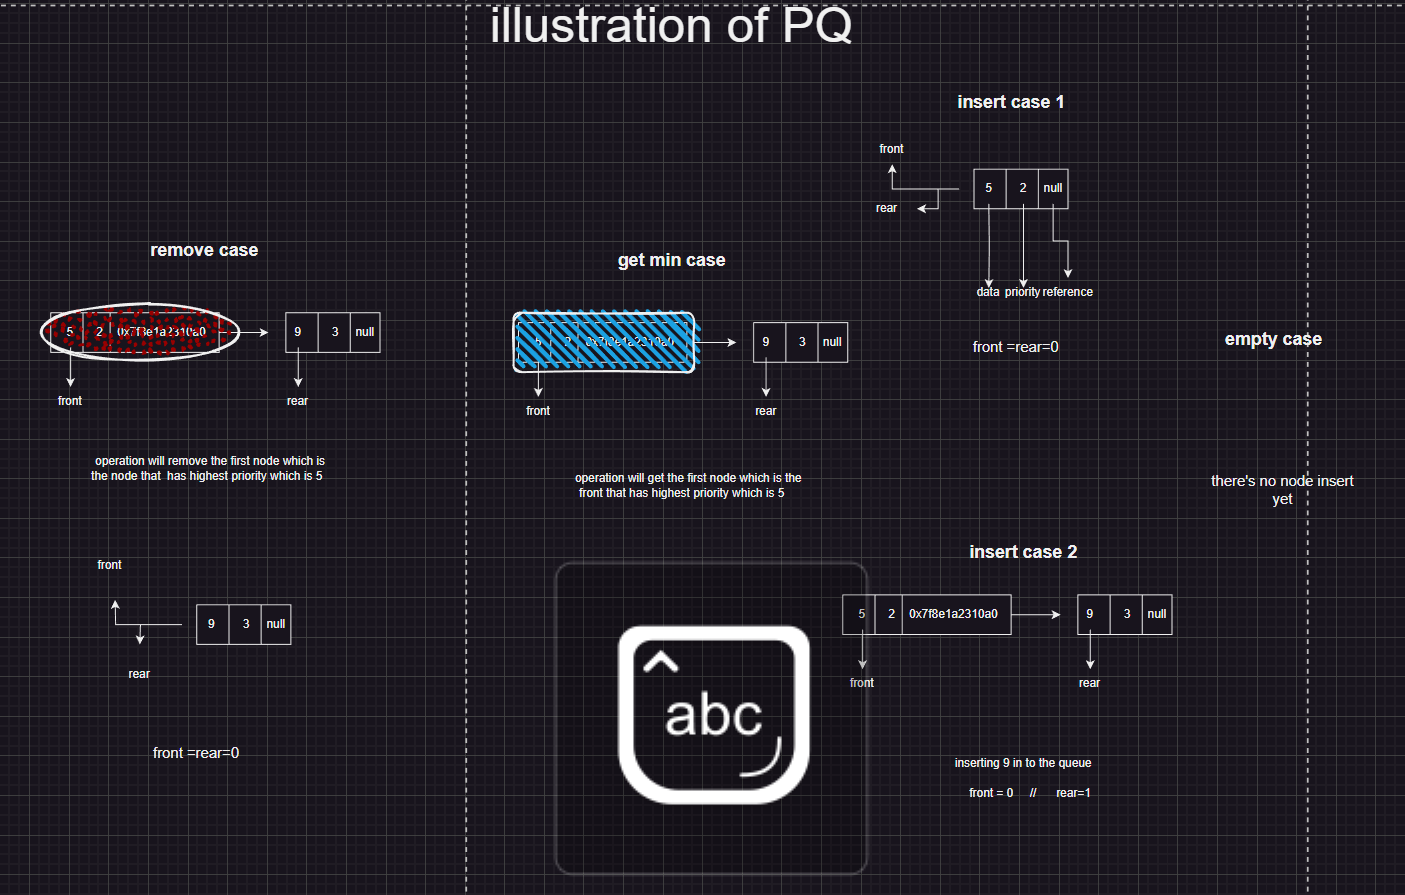 illustration of PQ
insert case 1
front
rear
5 2 null
data priority reference
front =rear=0
remove case
5 2 0x7f8e1a2310a0
9 3 null
front
rear
operation will remove the first node which is
the node that has highest priority which is 5
front
rear
9 3 null
front =rear=0
get min case
5 2 0x7f8e1a2310a0
9 3 null
front
rear
operation will get the first node which is the
front that has highest priority which is 5
abc
empty case
there's no node insert
yet
insert case 2
5 2 0x7f8e1a2310a0
9 3 null
front
rear
inserting 9 in to the queue
front = 0 // rear=1